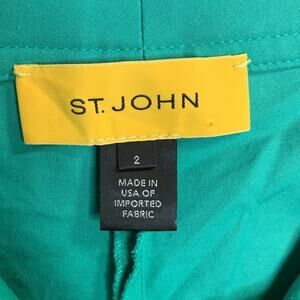 ST. JOHN
2
MADE IN
USA OF
IMPORTED
FABRIC